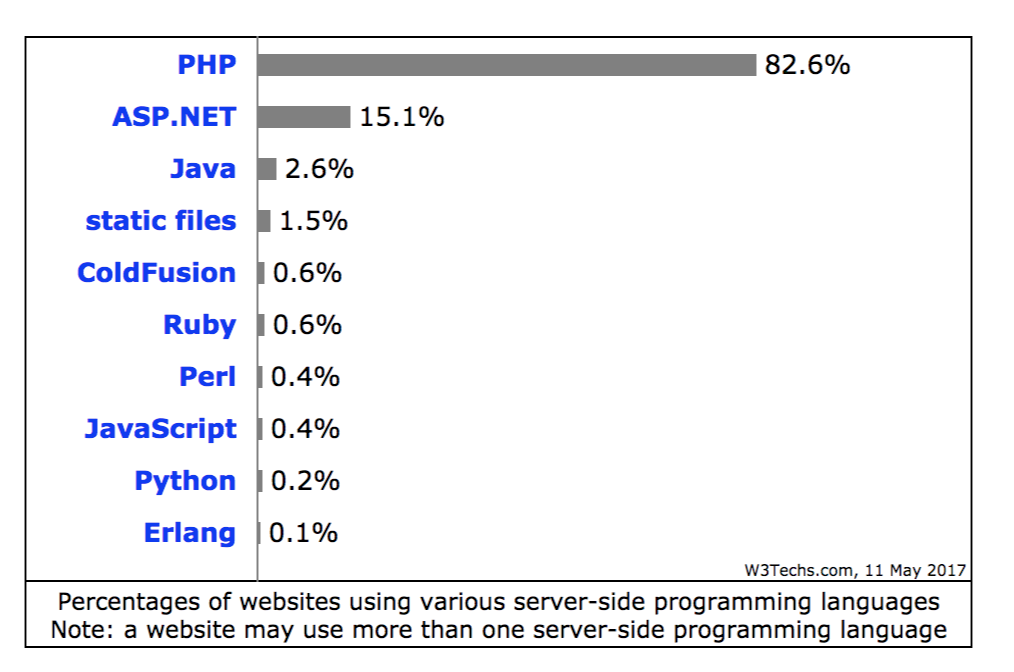 PHP 82.6%
ASP.NET 15.1%
Java 2.6%
static files 1.5%
ColdFusion 0.6%
Ruby 0.6%
Perl 0.4%
JavaScript 0.4%
Python 0.2%
Erlang 0.1%
W3Techs.com, 11 May 2017
Percentages of websites using various server-side programming languages
Note: a website may use more than one server-side programming language